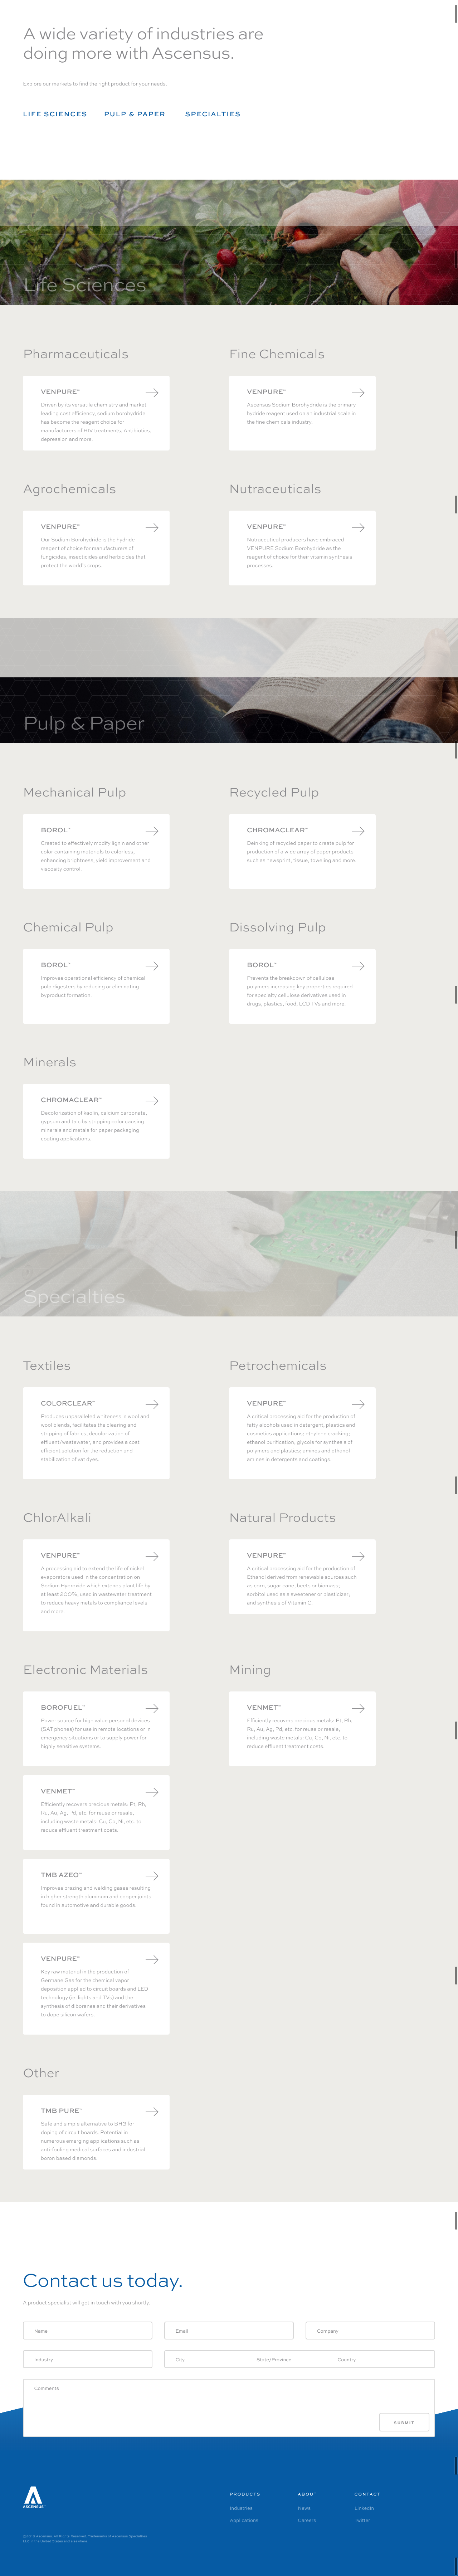 A wide variety of industries are
doing more with Ascensus.
Explore our markets to find the right product for your needs.
LIFE SCIENCES PULP & PAPER SPECIALTIES
Life Sciences
Pharmaceuticals
VENPURE™
Driven by its versatile chemistry and market
leading cost efficiency, sodium borohydride
has become the reagent choice for
manufacturers of HIV treatments, Antibiotics,
depression and more.
Fine Chemicals
VENPURE™
Ascensus Sodium Borohydride is the primary
hydride reagent used on an industrial scale in
the fine chemicals industry.
Agrochemicals
VENPURE™
Our Sodium Borohydride is the hydride
reagent of choice for manufacturers of
fungicides, insecticides and herbicides that
protect the world's crops.
Nutraceuticals
VENPURE™
Nutraceutical producers have embraced
VENPURE Sodium Borohydride as the
reagent of choice for their vitamin synthesis
processes.
Pulp & Paper
Mechanical Pulp
BOROL™
Created to effectively modify lignin and other
color containing materials to colorless,
enhancing brightness, yield improvement and
viscosity control.
Recycled Pulp
CHROMACLEAR™
Deinking of recycled paper to create pulp for
production of a wide array of paper products
such as newsprint, tissue, toweling and more.
Chemical Pulp
BOROL™
Improves operational efficiency of chemical
pulp digesters by reducing or eliminating
byproduct formation.
Dissolving Pulp
BOROL™
Prevents the breakdown of cellulose
polymers increasing key properties required
for specialty cellulose derivatives used in
drugs, plastics, food, LCD TVs and more.
Minerals
CHROMACLEAR™
Decolorization of kaolin, calcium carbonate,
gypsum and talc by stripping color causing
minerals and metals for paper packaging
coating applications.
Specialties
Textiles
COLORCLEAR™
Produces unparalleled whiteness in wool and
wool blends, facilitates the clearing and
stripping of fabrics, decolorization of
effluent/wastewater, and provides a cost
efficient solution for the reduction and
stabilization of vat dyes.
Petrochemicals
VENPURE™
A critical processing aid for the production of
fatty alcohols used in detergents, plastics and
cosmetics applications; ethylene cracking;
ethanol purification; glycols for synthesis of
polymers and plastics; amines and ethanol
amines in detergents and coatings.
ChlorAlkali
VENPURE™
A processing aid to extend the life of nickel
evaporators used in the concentration on
Sodium Hydroxide which extends plant life by
at least 200%, used in wastewater treatment
to reduce heavy metals to compliance levels
and more.
Natural Products
VENPURE™
A critical processing aid for the production of
Ethanol derived from renewable sources such
as corn, sugar cane, beets or biomass;
sorbitol used as a sweetener or plasticizer;
and synthesis of Vitamin C.
Electronic Materials
BOROFUEL™
Power source for high value personal devices
(SAT phones) for use in remote locations or in
emergency situations or to supply power for
highly sensitive systems.
Mining
VENMET™
Efficiently recovers precious metals: Pt, Rh,
Ru, Au, Ag, Pd, etc. for reuse or resale,
including waste metals: Cu, Co, Ni, etc. to
reduce effluent treatment costs.
VENMET™
Efficiently recovers precious metals: Pt, Rh,
Ru, Au, Ag, Pd, etc. for reuse or resale,
including waste metals: Cu, Co, Ni, etc. to
reduce effluent treatment costs.
TMB AZEO™
Improves brazing and welding gases resulting
in higher strength aluminum and copper joints
found in automotive and durable goods.
VENPURE™
Key raw material in the production of
Germane Gas for the chemical vapor
deposition applied to circuit boards and LED
technology (ie. lights and TVs) and the
synthesis of diboranes and their derivatives
to dope silicon wafers.
Other
TMB PURE™
Safe and simple alternative to BH3 for
doping of circuit boards. Potential in
numerous emerging applications such as
anti-fouling medical surfaces and industrial
boron based diamonds.
Contact us today.
A product specialist will get in touch with you shortly.
Name Email Company
Industry City State/Province Country
Comments
SUBMIT
ASCENSUS
PRODUCTS ABOUT CONTACT
Industries News LinkedIn
Applications Careers Twitter